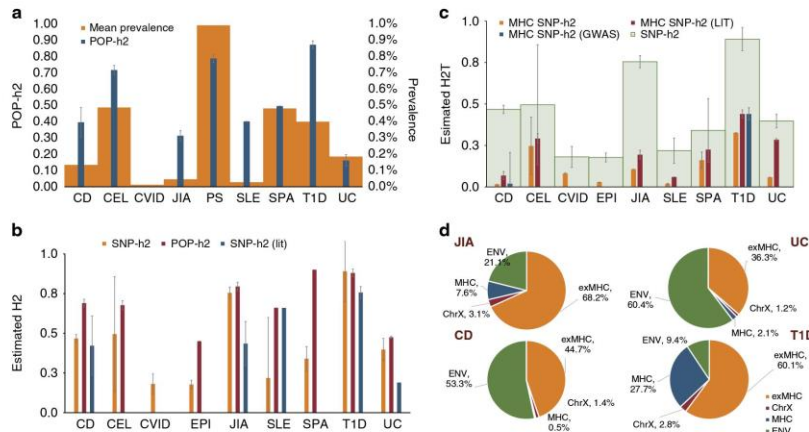 a
Mean prevalence
POP-h2
1.00
0.90
0.80
0.70
0.60
0.50
0.40
0.30
0.20
0.10
0.00
POP-h2
1.0%
0.9%
0.8%
0.7%
0.6%
0.5%
0.4%
0.3%
0.2%
0.1%
0.0%
Prevalence
CD CEL CVID JIA PS SLE SPA T1D UC
b
SNP-h2 POP-h2 SNP-h2 (lit)
1.0
0.8
0.5
0.3
0.0
Estimated H2
CD CEL CVID EPI JIA SLE SPA T1D UC
c
MHC SNP-h2 MHC SNP-h2 (LIT)
MHC SNP-h2 (GWAS) SNP-h2
1.0
0.8
0.5
0.3
0.0
Esimated H2T
CD CEL CVID EPI JIA SLE SPA T1D UC
d
JIA
ENV,
21.1%
MHC,
7.6%
ChrX, 3.1%
exMHC,
68.2%
UC
exMHC,
36.3%
ENV,
60.4%
ChrX, 1.2%
MHC, 2.1%
CD
exMHC,
44.7%
ENV,
53.3%
ChrX, 1.4%
MHC,
0.5%
T1D
ENV, 9.4%
exMHC,
60.1%
MHC,
27.7%
ChrX, 2.8%
exMHC
ChrX
MHC
ENV